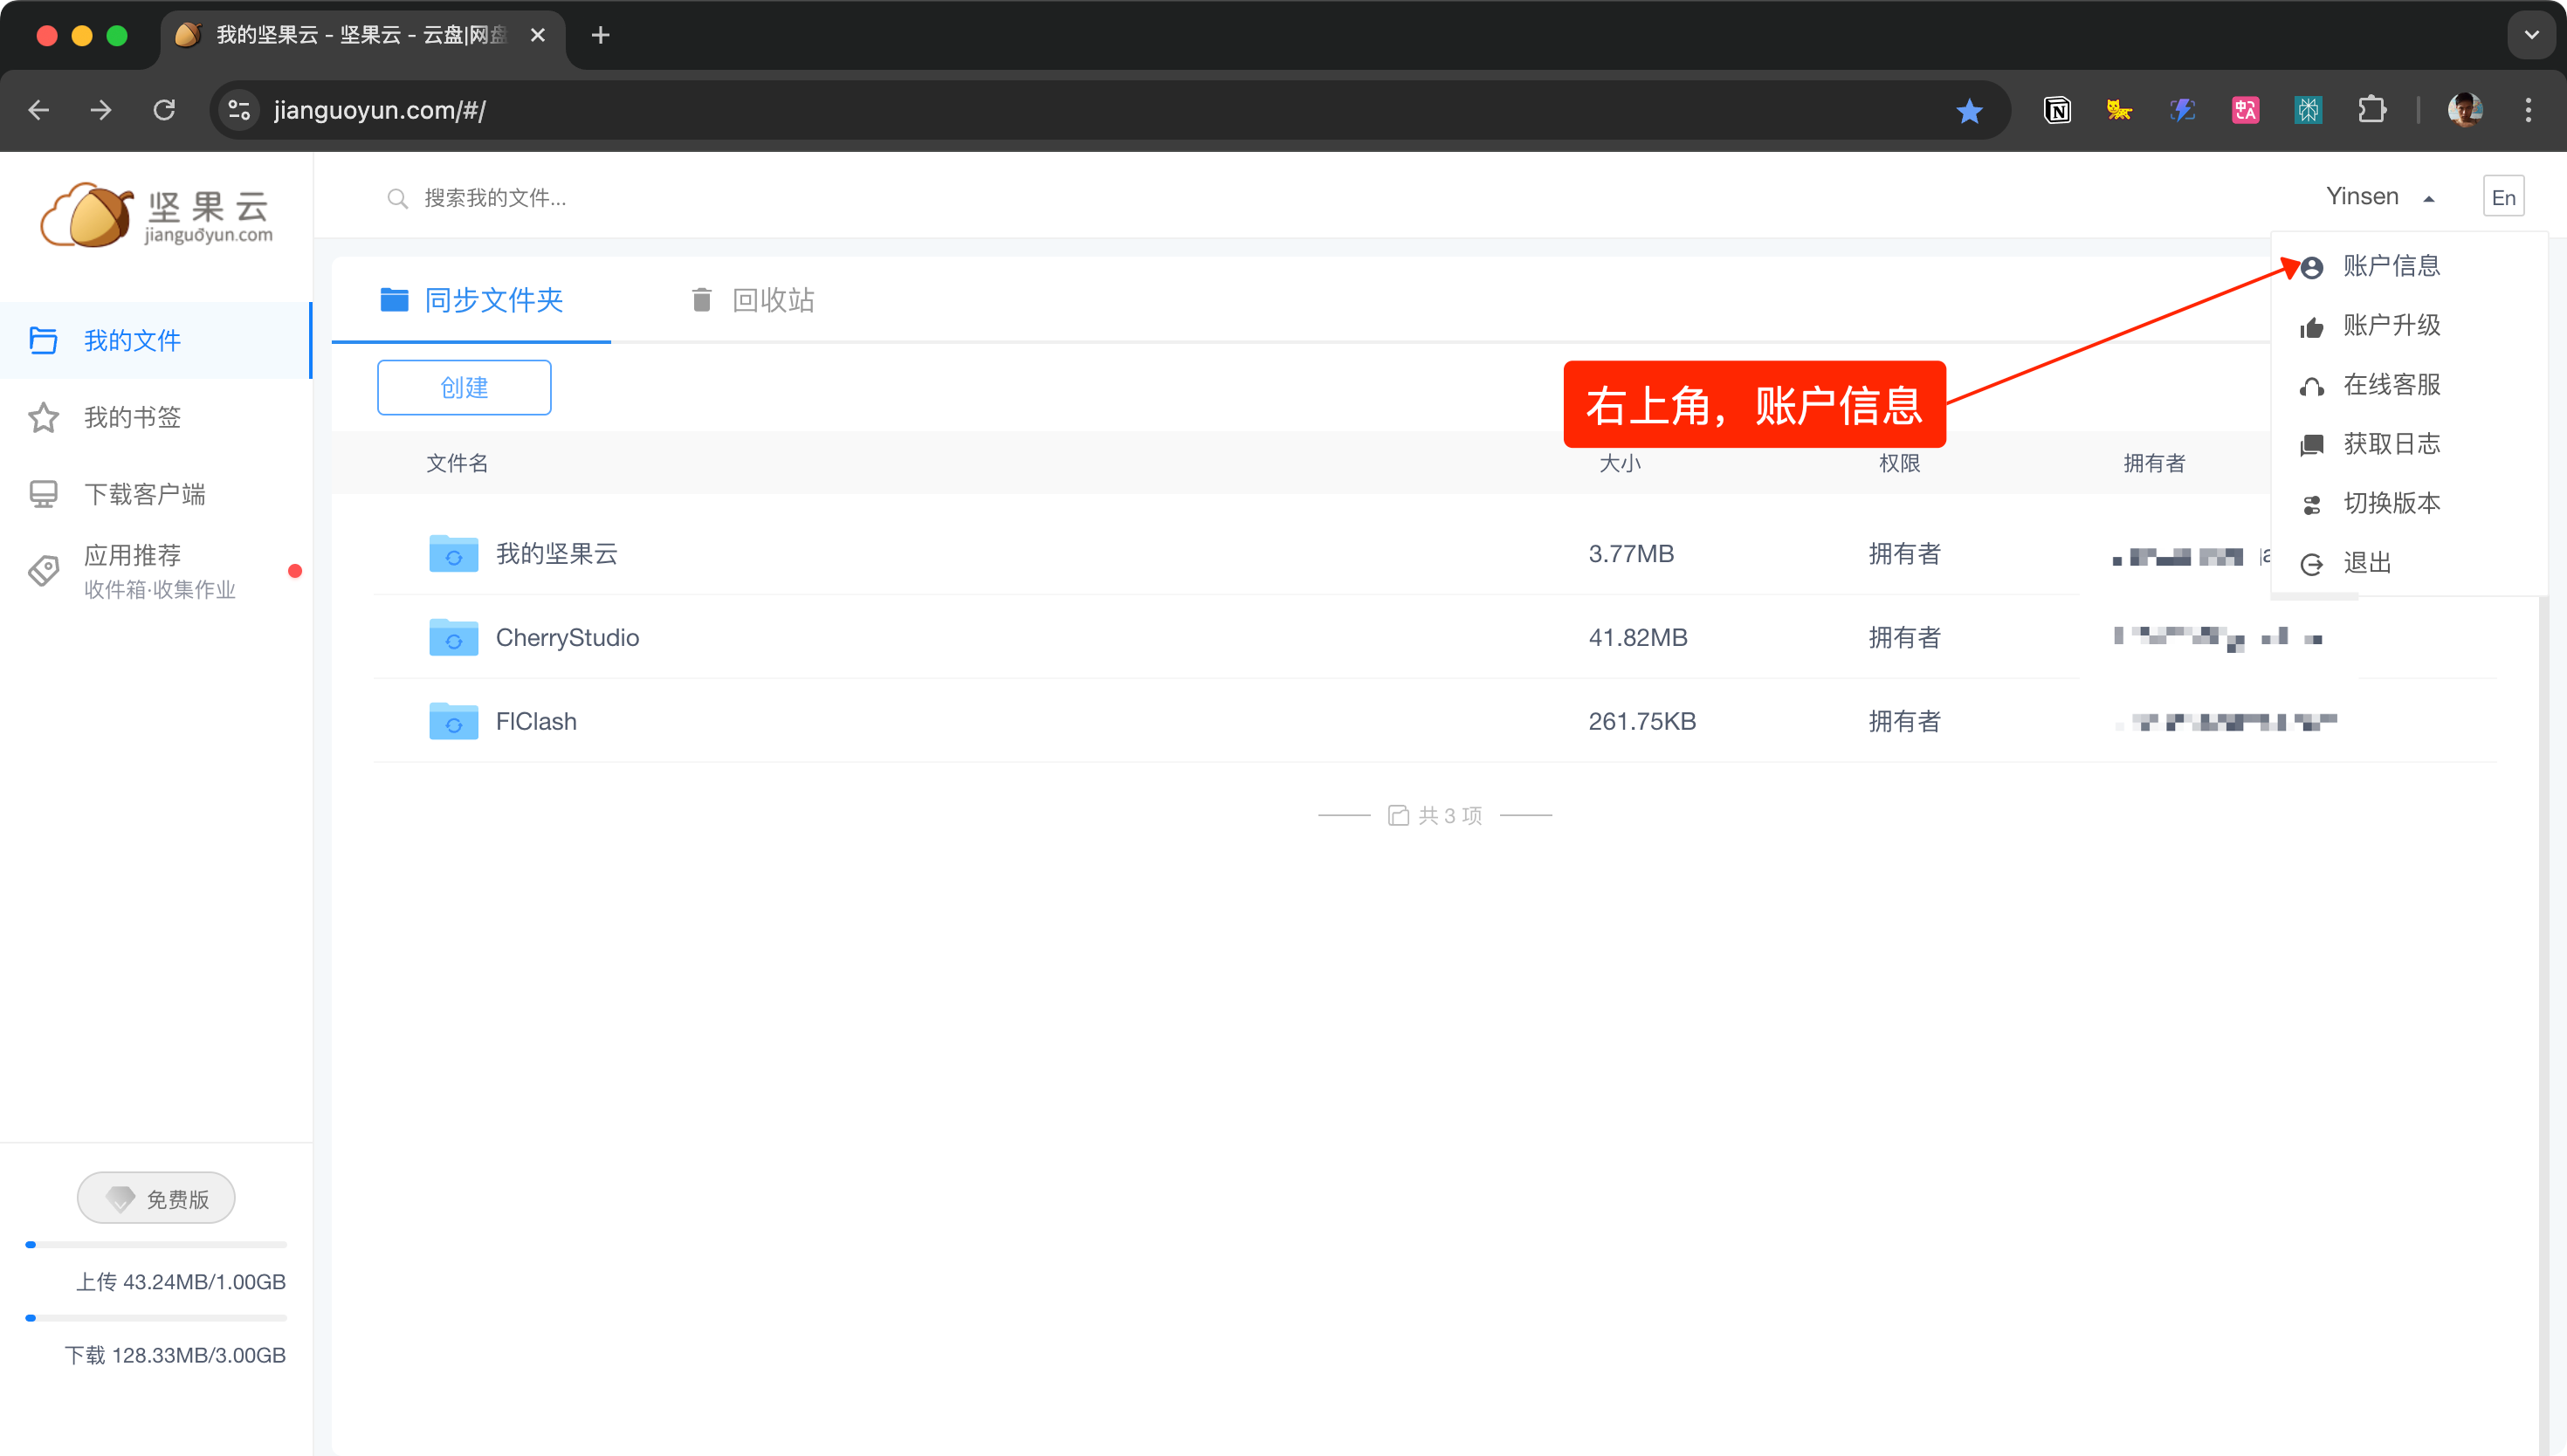 我的坚果云 - 坚果云 - 云盘|网盘
jianguoyun.com/#/
坚果云
jianguoyun.com
搜索我的文件...
Yinsen
En
我的文件
我的书签
下载客户端
应用推荐
收件箱·收集作业
同步文件夹
回收站
创建
右上角，账户信息
账户信息
账户升级
在线客服
获取日志
切换版本
退出
文件名 大小 权限 拥有者
我的坚果云 3.77MB 拥有者
CherryStudio 41.82MB 拥有者
FlClash 261.75KB 拥有者
共 3 项
免费版
上传 43.24MB/1.00GB
下载 128.33MB/3.00GB